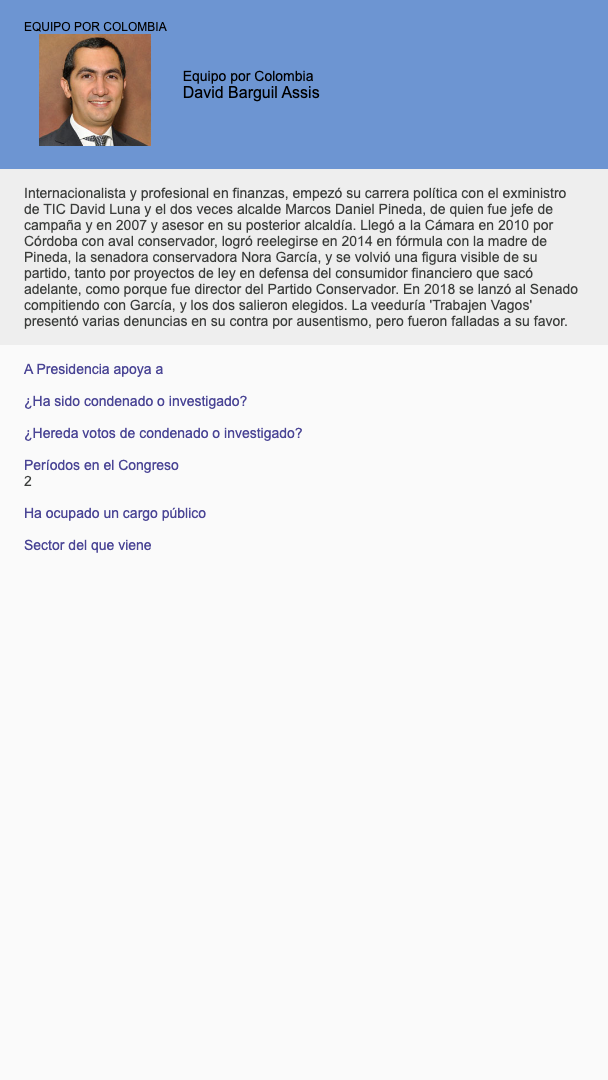 EQUIPO POR COLOMBIA
Equipo por Colombia
David Barguil Assis
Internacionalista y profesional en finanzas, empezó su carrera política con el exministro
de TIC David Luna y el dos veces alcalde Marcos Daniel Pineda, de quien fue jefe de
campaña y en 2007 y asesor en su posterior alcaldía. Llegó a la Cámara en 2010 por
Córdoba con aval conservador, logró reelegirse en 2014 en fórmula con la madre de
Pineda, la senadora conservadora Nora García, y se volvió una figura visible de su
partido, tanto por proyectos de ley en defensa del consumidor financiero que sacó
adelante, como porque fue director del Partido Conservador. En 2018 se lanzó al Senado
compitiendo con García, y los dos salieron elegidos. La veeduría 'Trabajen Vagos'
presentó varias denuncias en su contra por ausentismo, pero fueron falladas a su favor.
A Presidencia apoya a
¿Ha sido condenado o investigado?
¿Hereda votos de condenado o investigado?
Períodos en el Congreso
2
Ha ocupado un cargo público
Sector del que viene